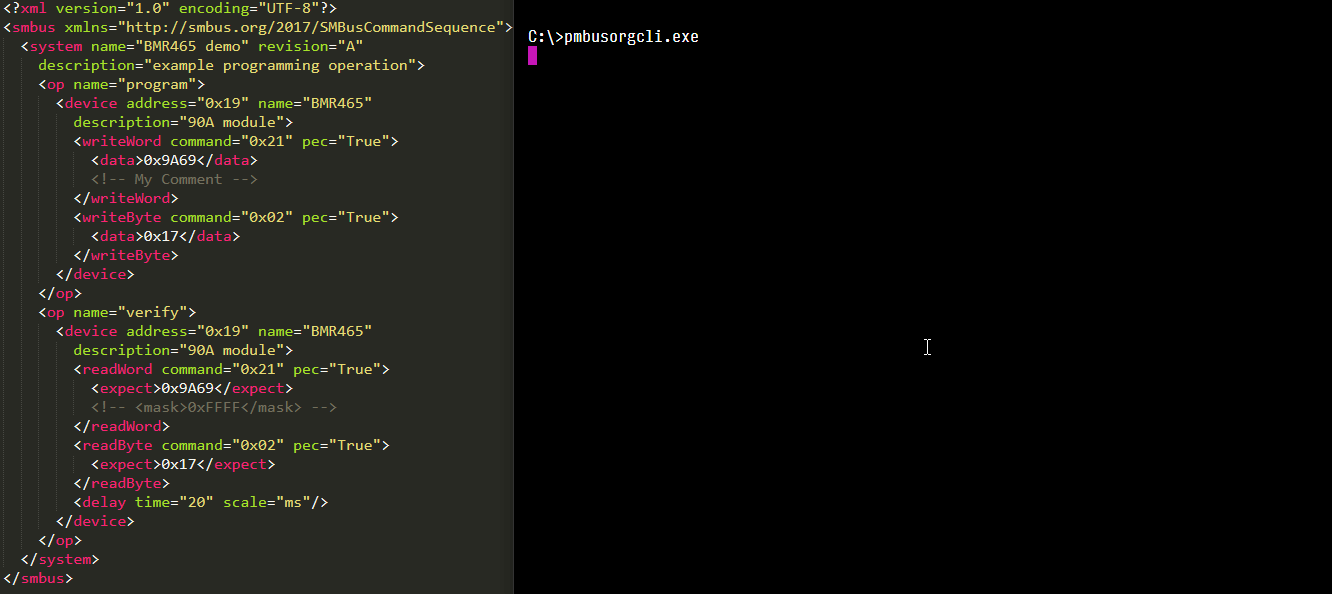 <?xml version="1.0" encoding="UTF-8"?>
<smbus xmlns="http://smbus.org/2017/SMBusCommandSequence">
<system name="BMR465 demo" revision="A"
description="example programming operation">
<op name="program">
<device address="0x19" name="BMR465"
description="90A module">
<writeWord command="0x21" pec="True">
<data>0x9A69</data>
<!-- My Comment -->
</writeWord>
<writeByte command="0x02" pec="True">
<data>0x17</data>
</writeByte>
</device>
</op>
<op name="verify">
<device address="0x19" name="BMR465"
description="90A module">
<readWord command="0x21" pec="True">
<expect>0x9A69</expect>
<!-- <mask>0xFFFF</mask> -->
</readWord>
<readByte command="0x02" pec="True">
<expect>0x17</expect>
</readByte>
<delay time="20" scale="ms"/>
</device>
</op>
</system>
</smbus>
C:\>pmbusorgcli.exe